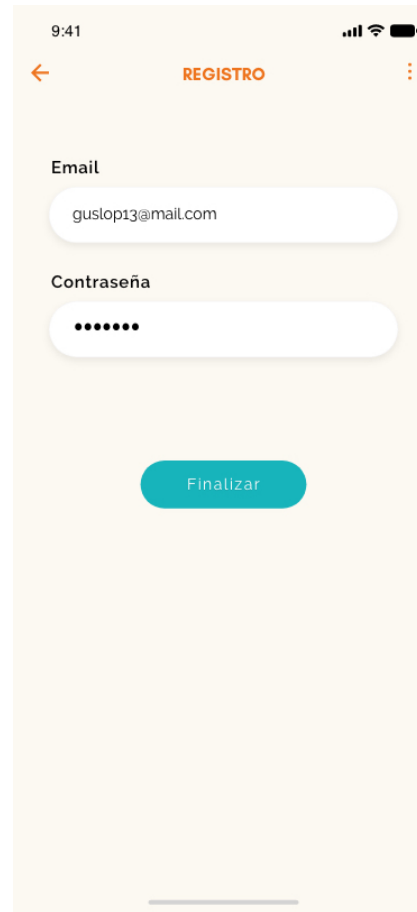 9:41
REGISTRO
Email
guslop13@mail.com
Contraseña
•••••••
Finalizar